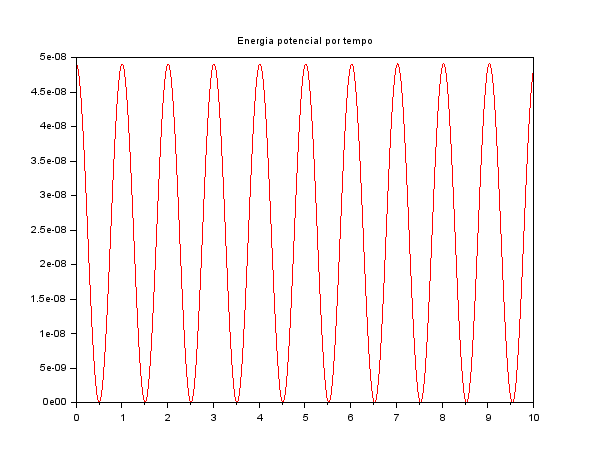 Energia potencial por tempo
5e-08
4.5e-08
4e-08
3.5e-08
3e-08
2.5e-08
2e-08
1.5e-08
1e-08
5e-09
0e00
0 1 2 3 4 5 6 7 8 9 10